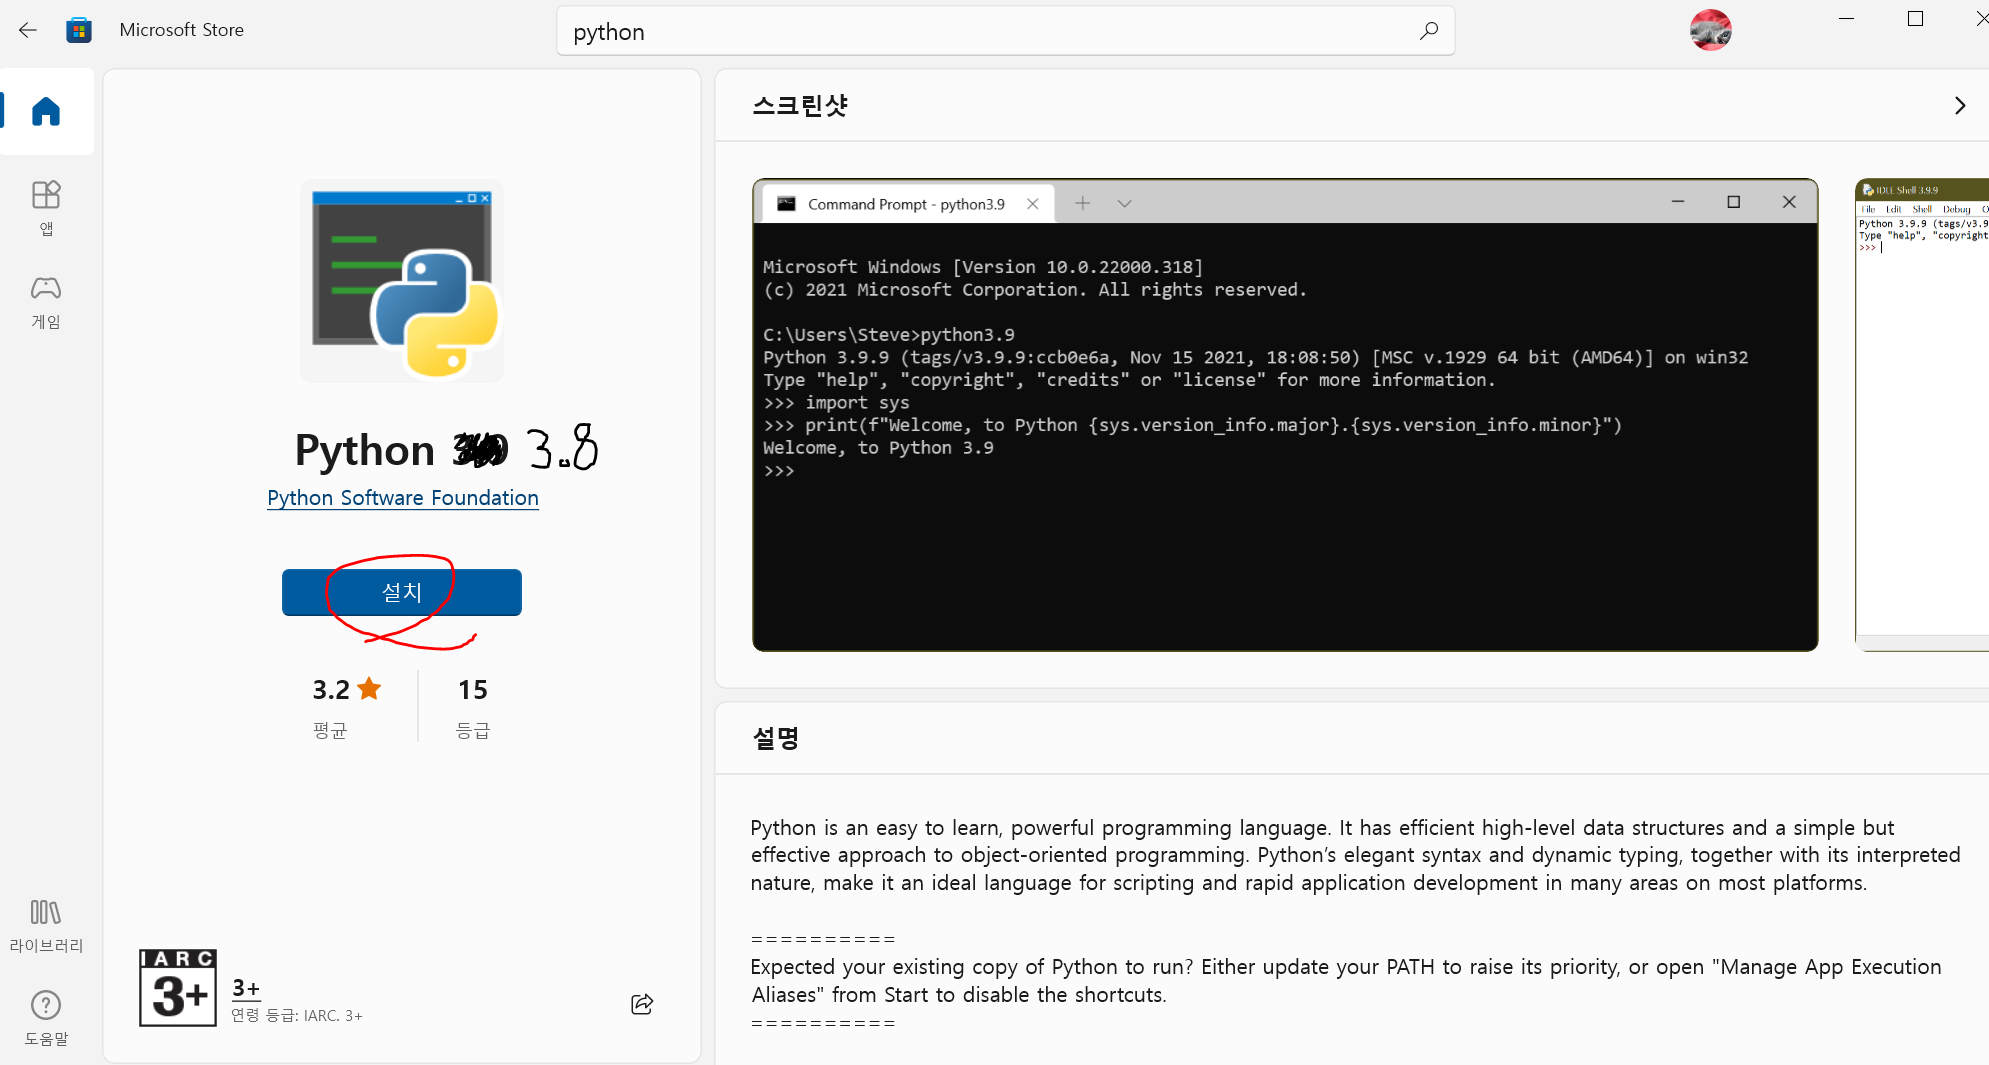 Microsoft Store
python
앱
게임
라이브러리
도움말
Python 3.8
Python Software Foundation
설치
3.2
평균
15
등급
IARC
3+
3+
연령 등급: IARC. 3+
스크린샷
Command Prompt - python3.9
Microsoft Windows [Version 10.0.22000.318]
(c) 2021 Microsoft Corporation. All rights reserved.
C:\Users\Steve>python3.9
Python 3.9.9 (tags/v3.9.9:ccb0e6a, Nov 15 2021, 18:08:50) [MSC v.1929 64 bit (AMD64)] on win32
Type "help", "copyright", "credits" or "license" for more information.
>>> import sys
>>> print(f"Welcome, to Python {sys.version_info.major}.{sys.version_info.minor}")
Welcome, to Python 3.9
>>>
IDLE Shell 3.9.9
File Edit Shell Debug O
Python 3.9.9 (tags/v3.9
Type "help", "copyright
>>>
설명
Python is an easy to learn, powerful programming language. It has efficient high-level data structures and a simple but
effective approach to object-oriented programming. Python’s elegant syntax and dynamic typing, together with its interpreted
nature, make it an ideal language for scripting and rapid application development in many areas on most platforms.
==========
Expected your existing copy of Python to run? Either update your PATH to raise its priority, or open "Manage App Execution
Aliases" from Start to disable the shortcuts.
==========